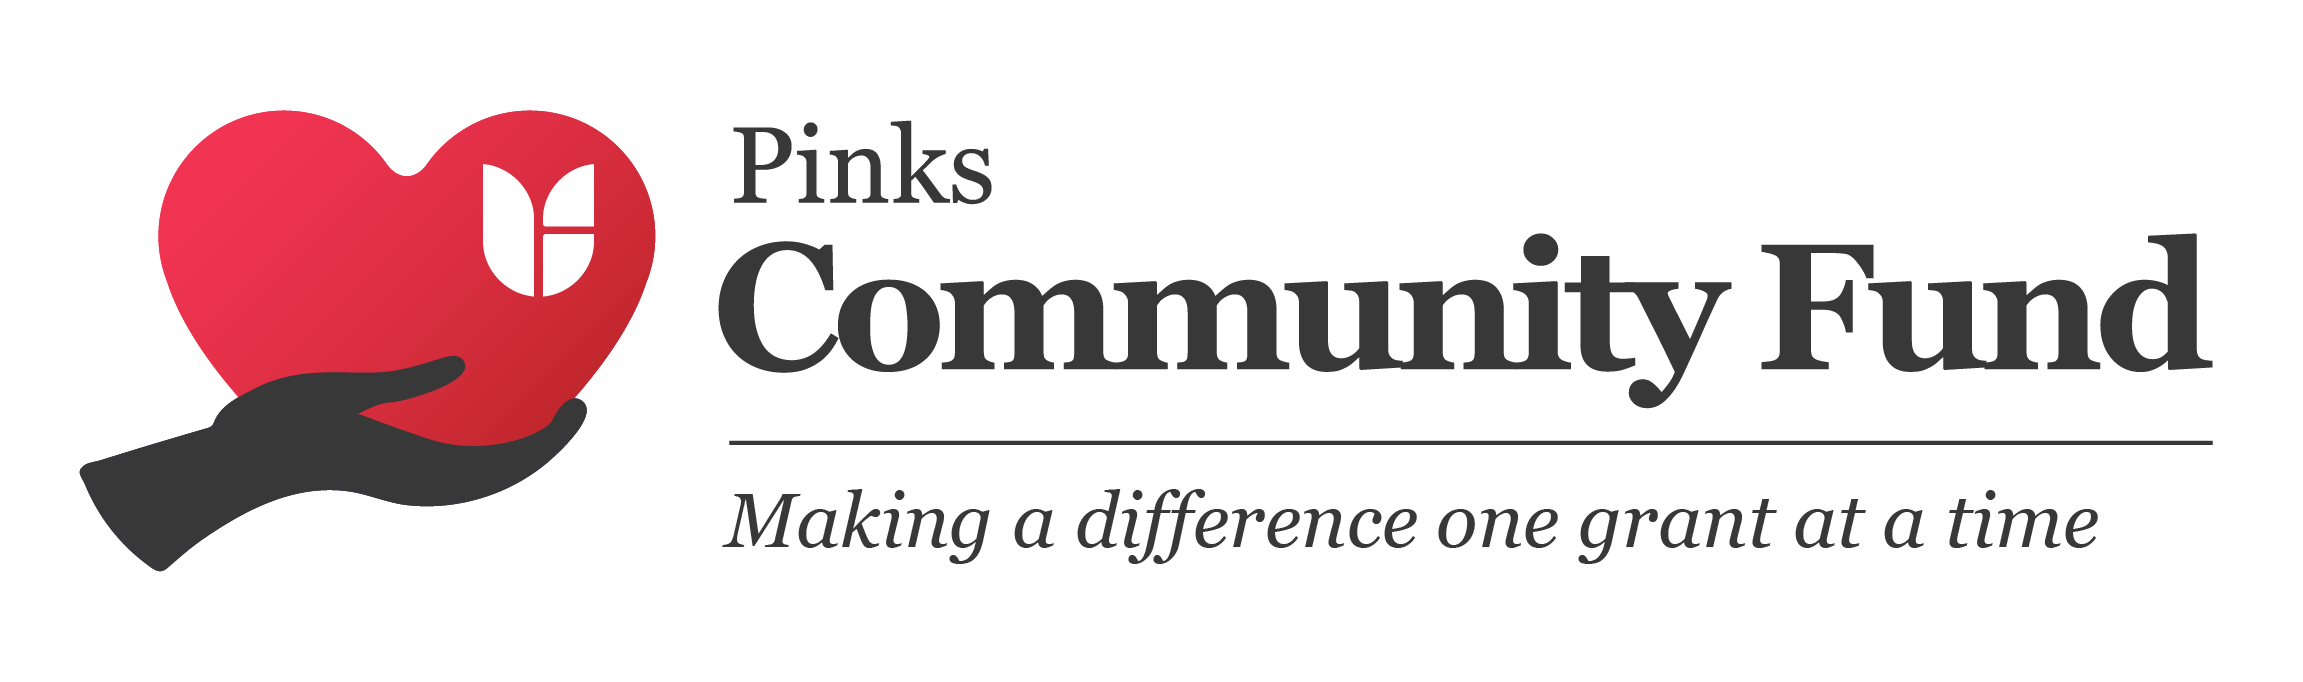 Pinks
Community Fund
Making a difference one grant at a time